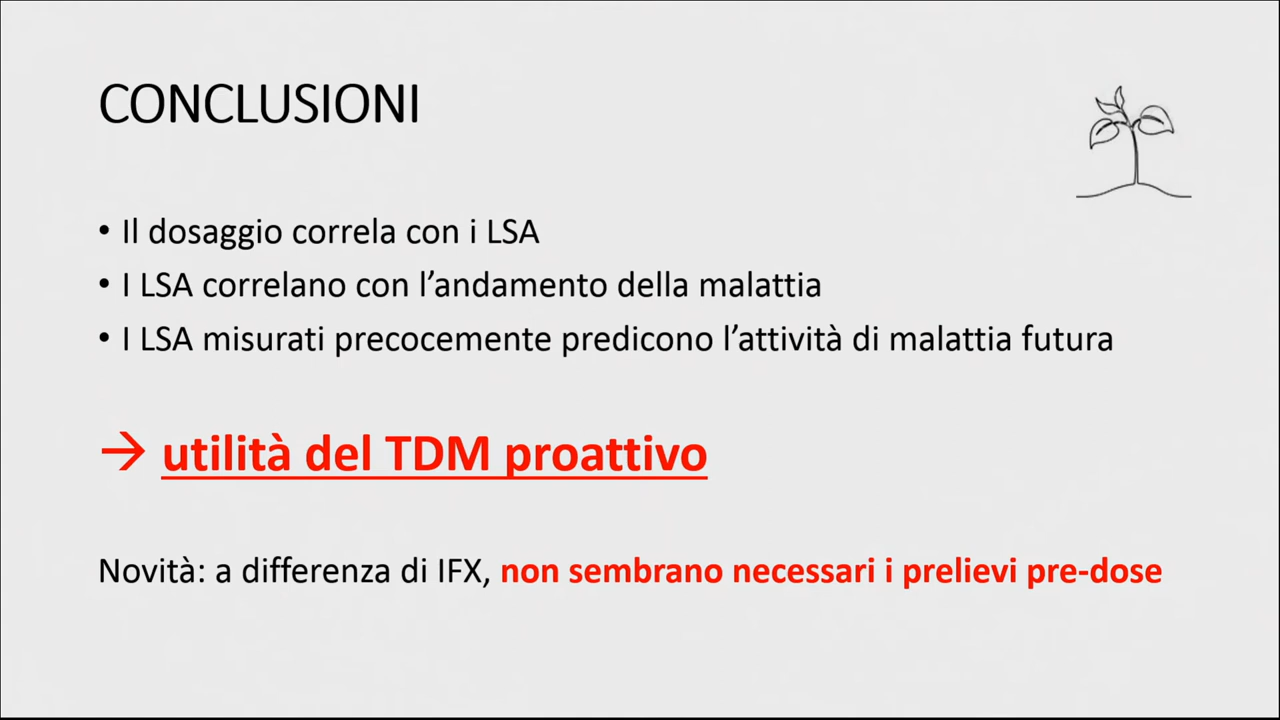 CONCLUSIONI
• Il dosaggio correla con i LSA
• I LSA correlano con l’andamento della malattia
• I LSA misurati precocemente predicono l’attività di malattia futura
→ utilità del TDM proattivo
Novità: a differenza di IFX, non sembrano necessari i prelievi pre-dose